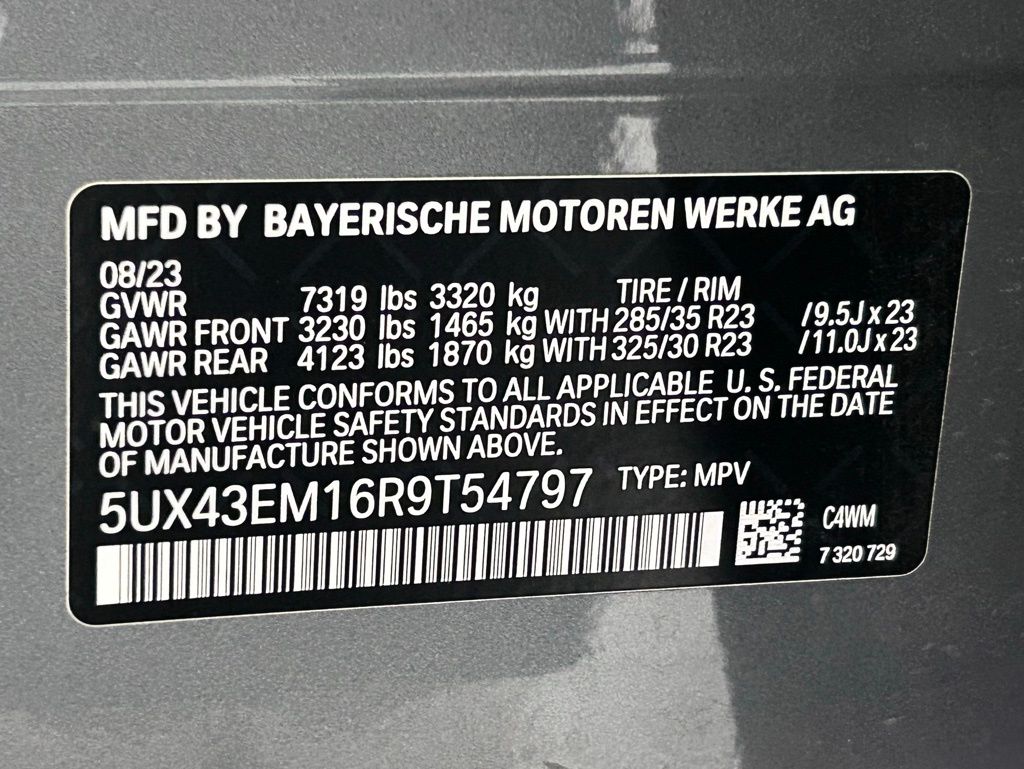 MFD BY BAYERISCHE MOTOREN WERKE AG
08/23
GVWR 7319 lbs 3320 kg TIRE / RIM
GAWR FRONT 3230 lbs 1465 kg WITH 285/35 R23 /9.5J x 23
GAWR REAR 4123 lbs 1870 kg WITH 325/30 R23 /11.0J x 23
THIS VEHICLE CONFORMS TO ALL APPLICABLE U. S. FEDERAL
MOTOR VEHICLE SAFETY STANDARDS IN EFFECT ON THE DATE
OF MANUFACTURE SHOWN ABOVE.
5UX43EM16R9T54797 TYPE: MPV
C4WM
7 320 729